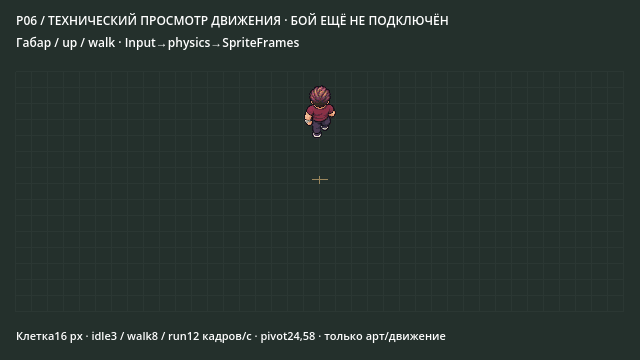 P06 / ТЕХНИЧЕСКИЙ ПРОСМОТР ДВИЖЕНИЯ · БОЙ ЕЩЁ НЕ ПОДКЛЮЧЁН
Габар / up / walk · Input→physics→SpriteFrames
Клетка16 px · idle3 / walk8 / run12 кадров/с · pivot24,58 · только арт/движение